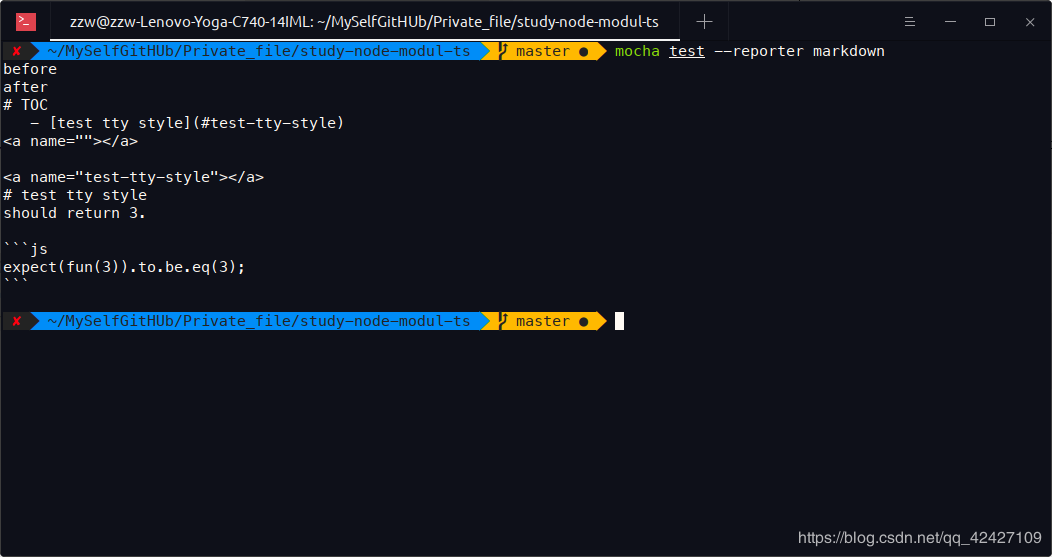 zzw@zzw-Lenovo-Yoga-C740-14IML: ~/MySelfGitHUb/Private_file/study-node-modul-ts
✘ ~/MySelfGitHUb/Private_file/study-node-modul-ts master ● mocha test --reporter markdown
before
after
# TOC
   - [test tty style](#test-tty-style)
<a name=""></a>

<a name="test-tty-style"></a>
# test tty style
should return 3.

```js
expect(fun(3)).to.be.eq(3);
```

✘ ~/MySelfGitHUb/Private_file/study-node-modul-ts master ●
https://blog.csdn.net/qq_42427109